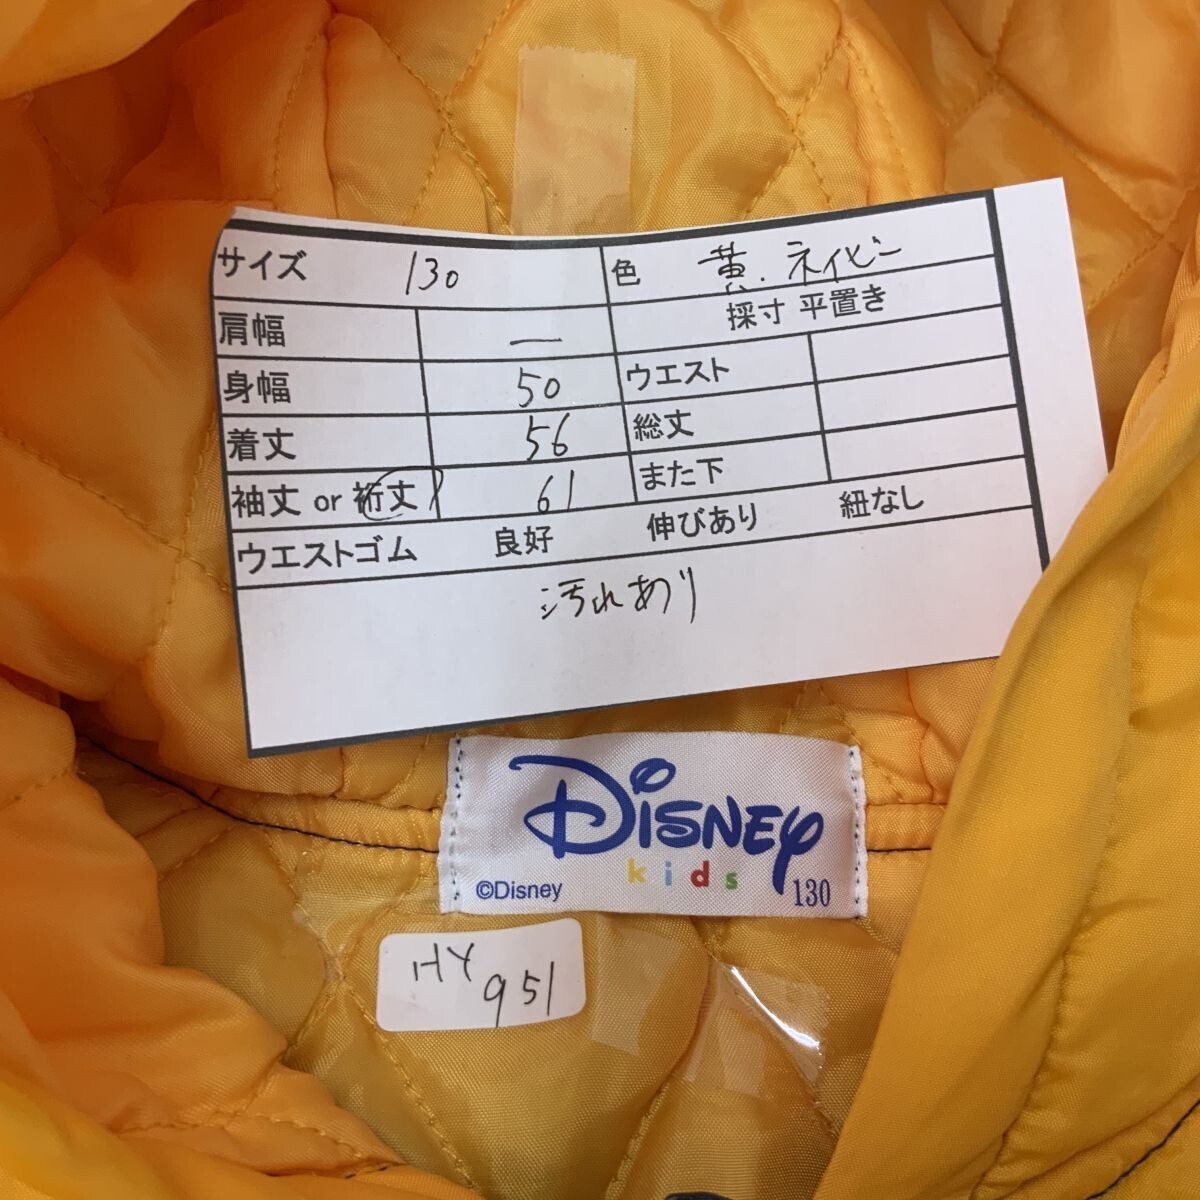 サイズ 130 色 黄.ネイビー
肩幅 ー 採寸 平置き
身幅 50 ウエスト
着丈 56 総丈
袖丈 or 裄丈 61 また下
ウエストゴム 良好 伸びあり 紐なし
汚れあり
DISNEY
kids
©Disney 130
HY
951